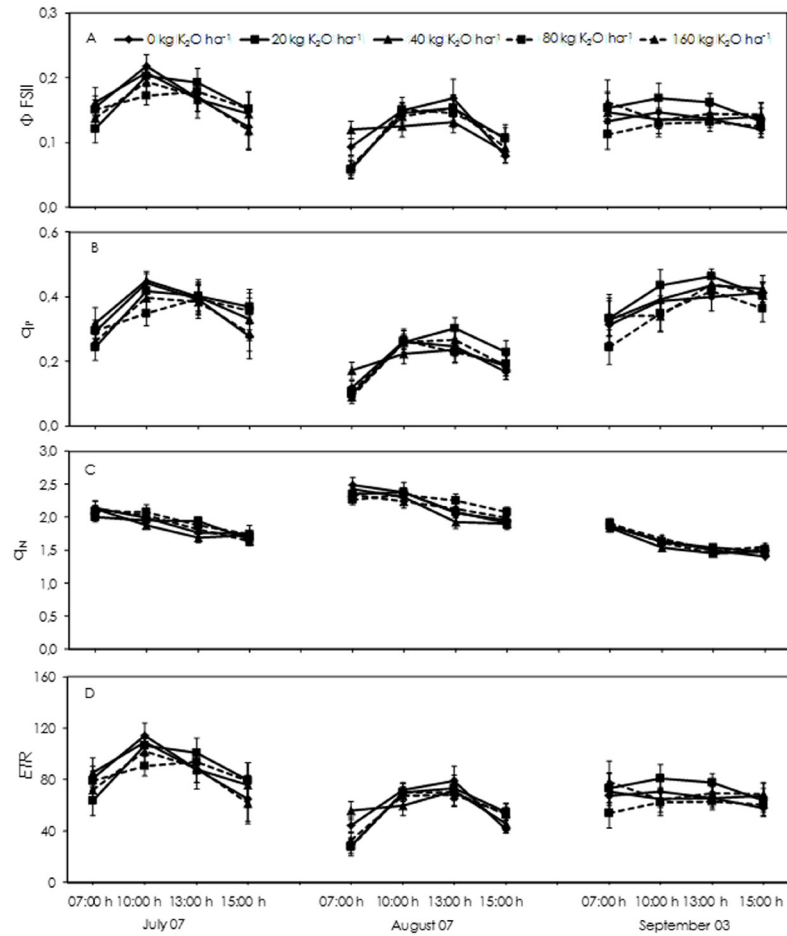 A 0 kg K₂O ha⁻¹ 20 kg K₂O ha⁻¹ 40 kg K₂O ha⁻¹ 80 kg K₂O ha⁻¹ 160 kg K₂O ha⁻¹
Φ FSII
0,3
0,2
0,1
0,0
B
qP
0,6
0,4
0,2
0,0
C
qN
3,0
2,5
2,0
1,5
1,0
0,5
0,0
D
ETR
160
120
80
40
0
07:00 h 10:00 h 13:00 h 15:00 h 07:00 h 10:00 h 13:00 h 15:00 h 07:00 h 10:00 h 13:00 h 15:00 h
July 07 August 07 September 03